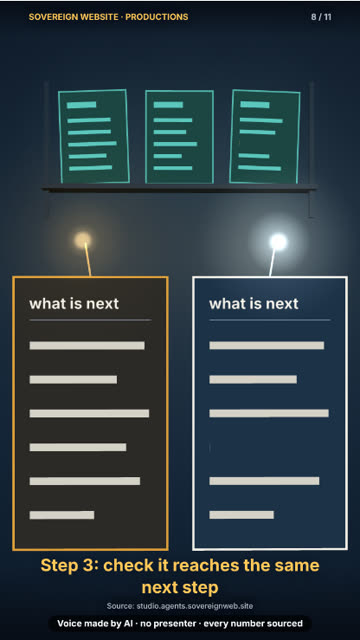 SOVEREIGN WEBSITE · PRODUCTIONS
8 / 11
what is next
what is next
Step 3: check it reaches the same
next step
Source: studio.agents.sovereignweb.site
Voice made by AI · no presenter · every number sourced